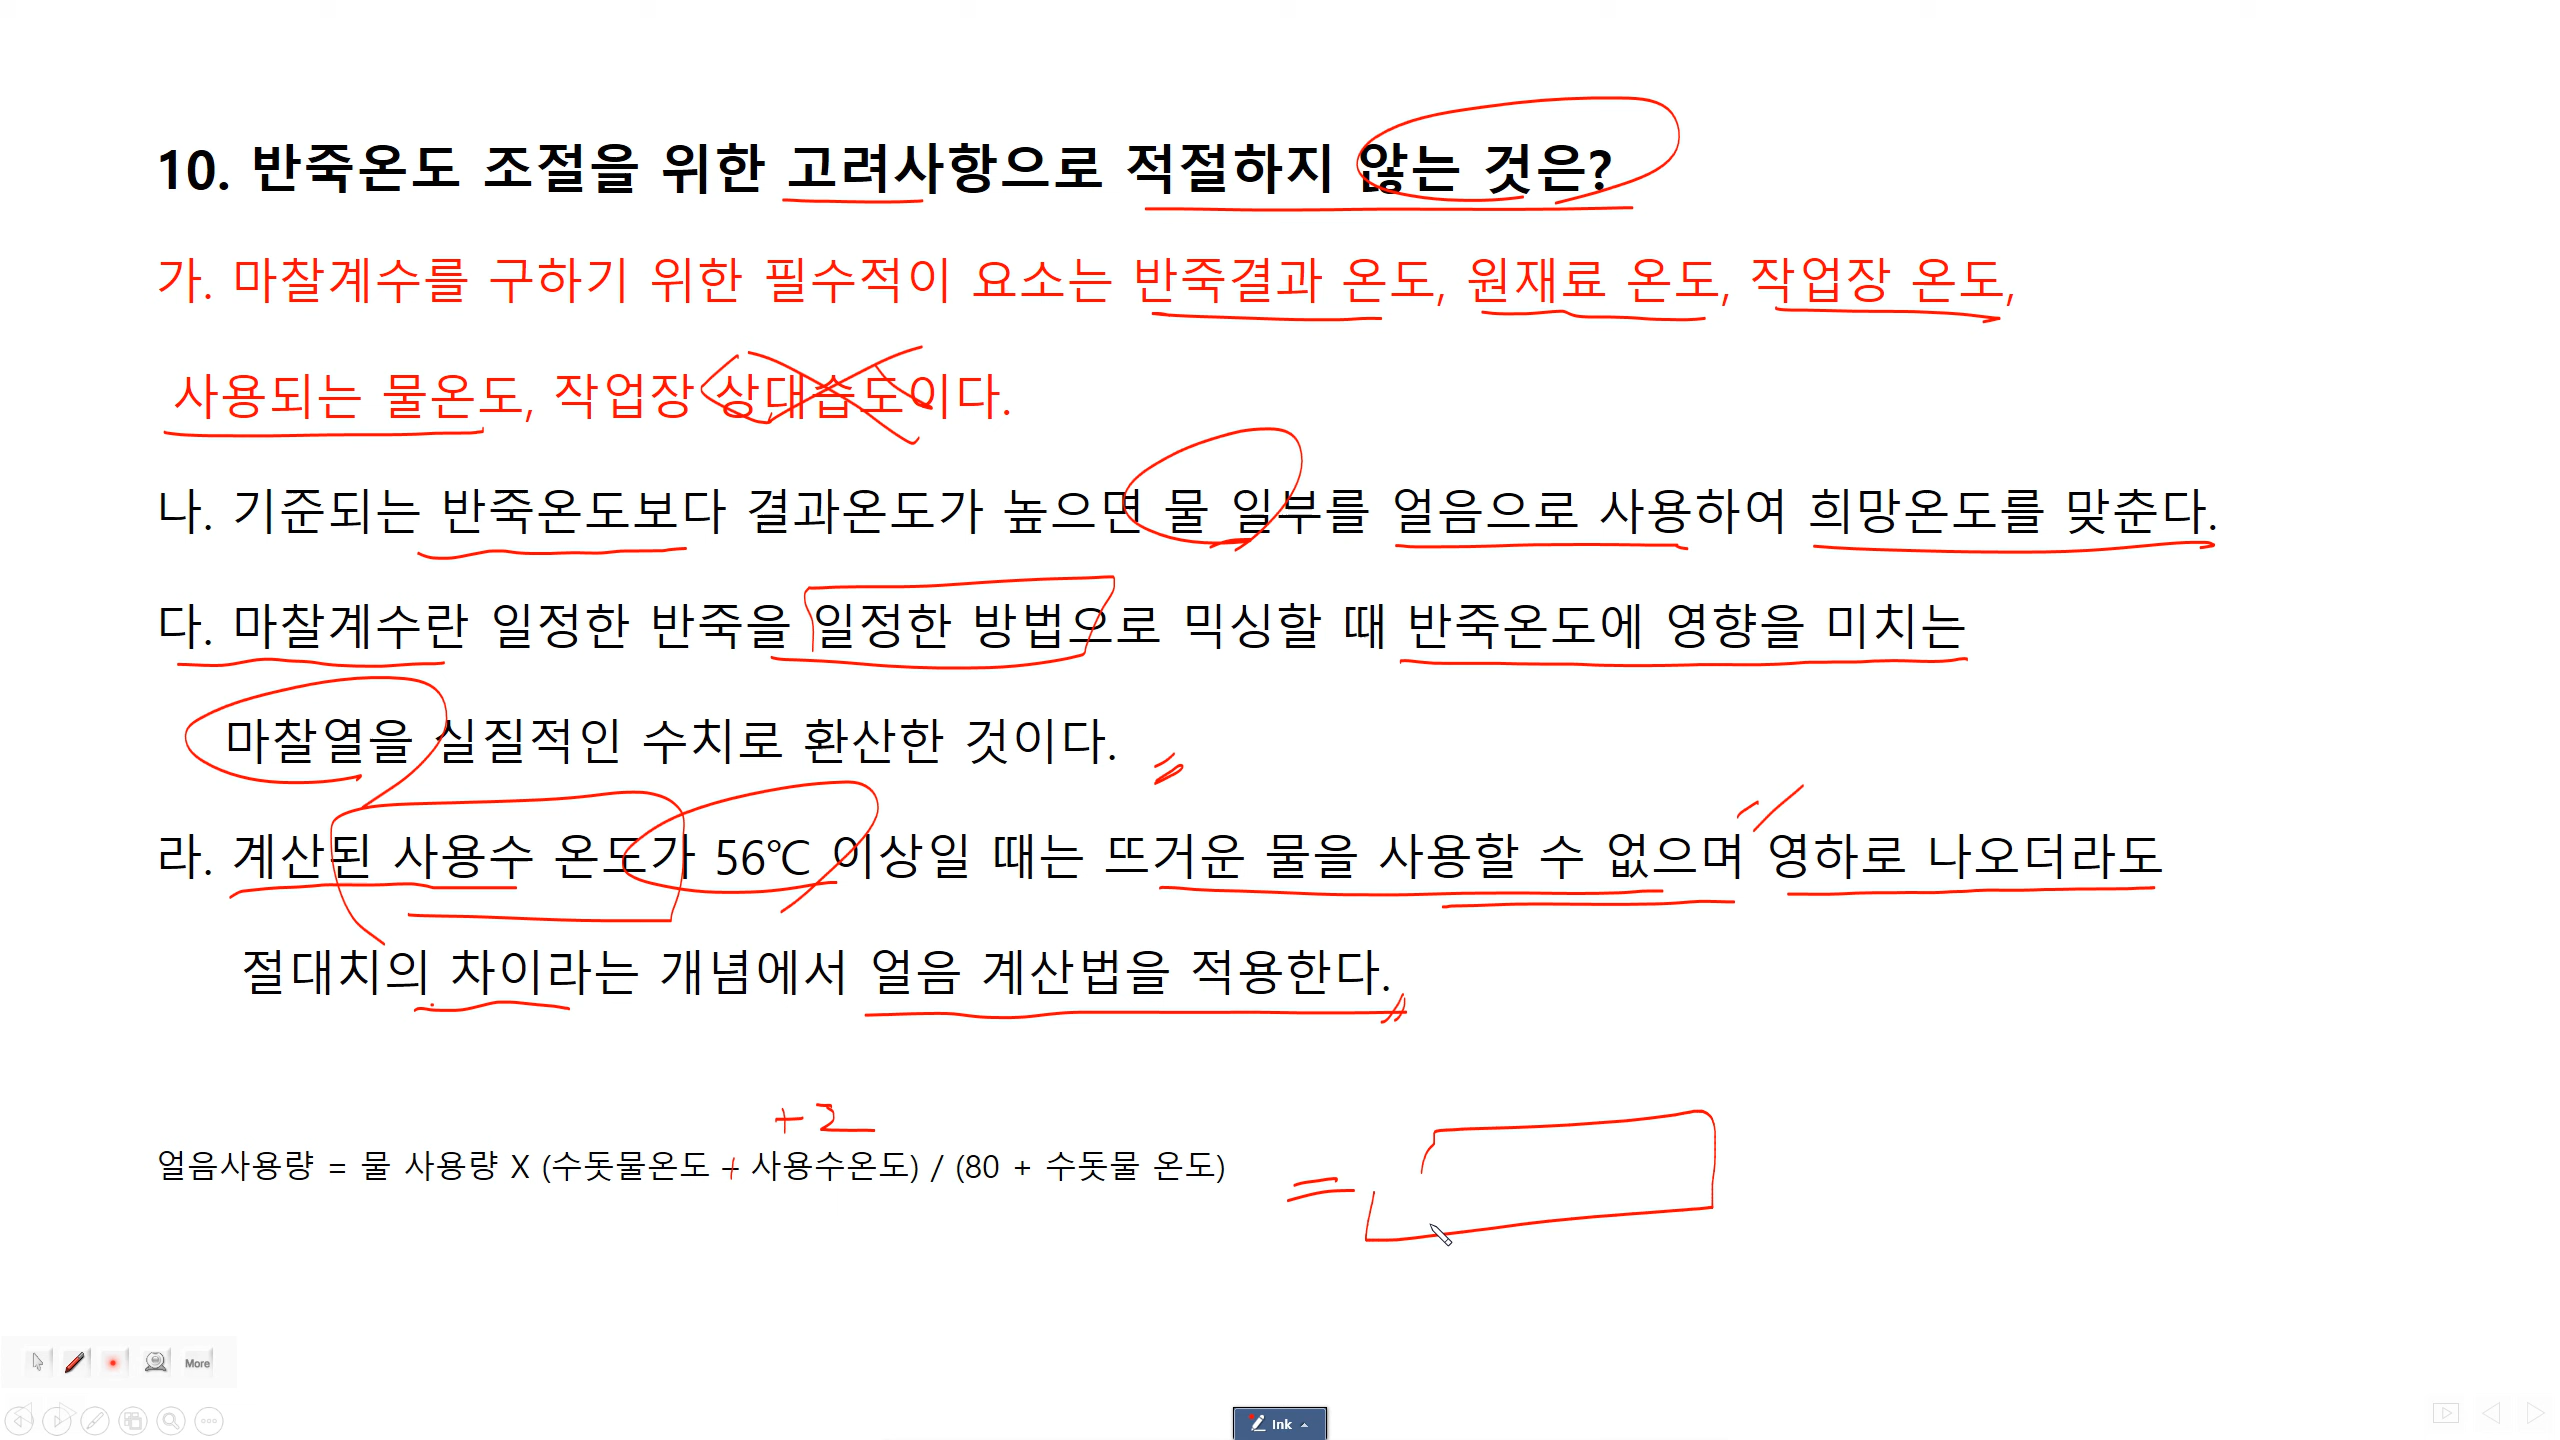 10. 반죽온도 조절을 위한 고려사항으로 적절하지 않는 것은?
가. 마찰계수를 구하기 위한 필수적이 요소는 반죽결과 온도, 원재료 온도, 작업장 온도,
사용되는 물온도, 작업장 상대습도이다.
나. 기준되는 반죽온도보다 결과온도가 높으면 물 일부를 얼음으로 사용하여 희망온도를 맞춘다.
다. 마찰계수란 일정한 반죽을 일정한 방법으로 믹싱할 때 반죽온도에 영향을 미치는
마찰열을 실질적인 수치로 환산한 것이다.
라. 계산된 사용수 온도가 56℃ 이상일 때는 뜨거운 물을 사용할 수 없으며 영하로 나오더라도
절대치의 차이라는 개념에서 얼음 계산법을 적용한다.
+2
얼음사용량 = 물 사용량 X (수돗물온도 + 사용수온도) / (80 + 수돗물 온도)
=
More
Ink